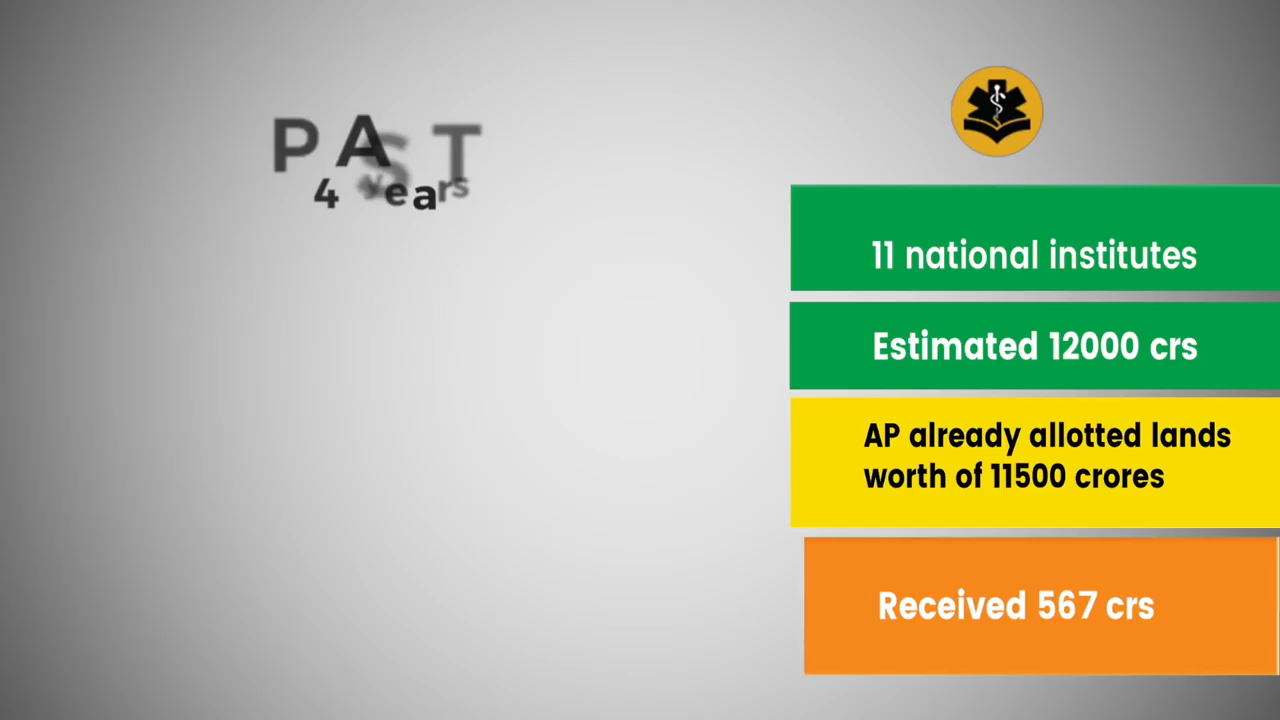 PAST
4 years
11 national institutes
Estimated 12000 crs
AP already allotted lands
worth of 11500 crores
Received 567 crs